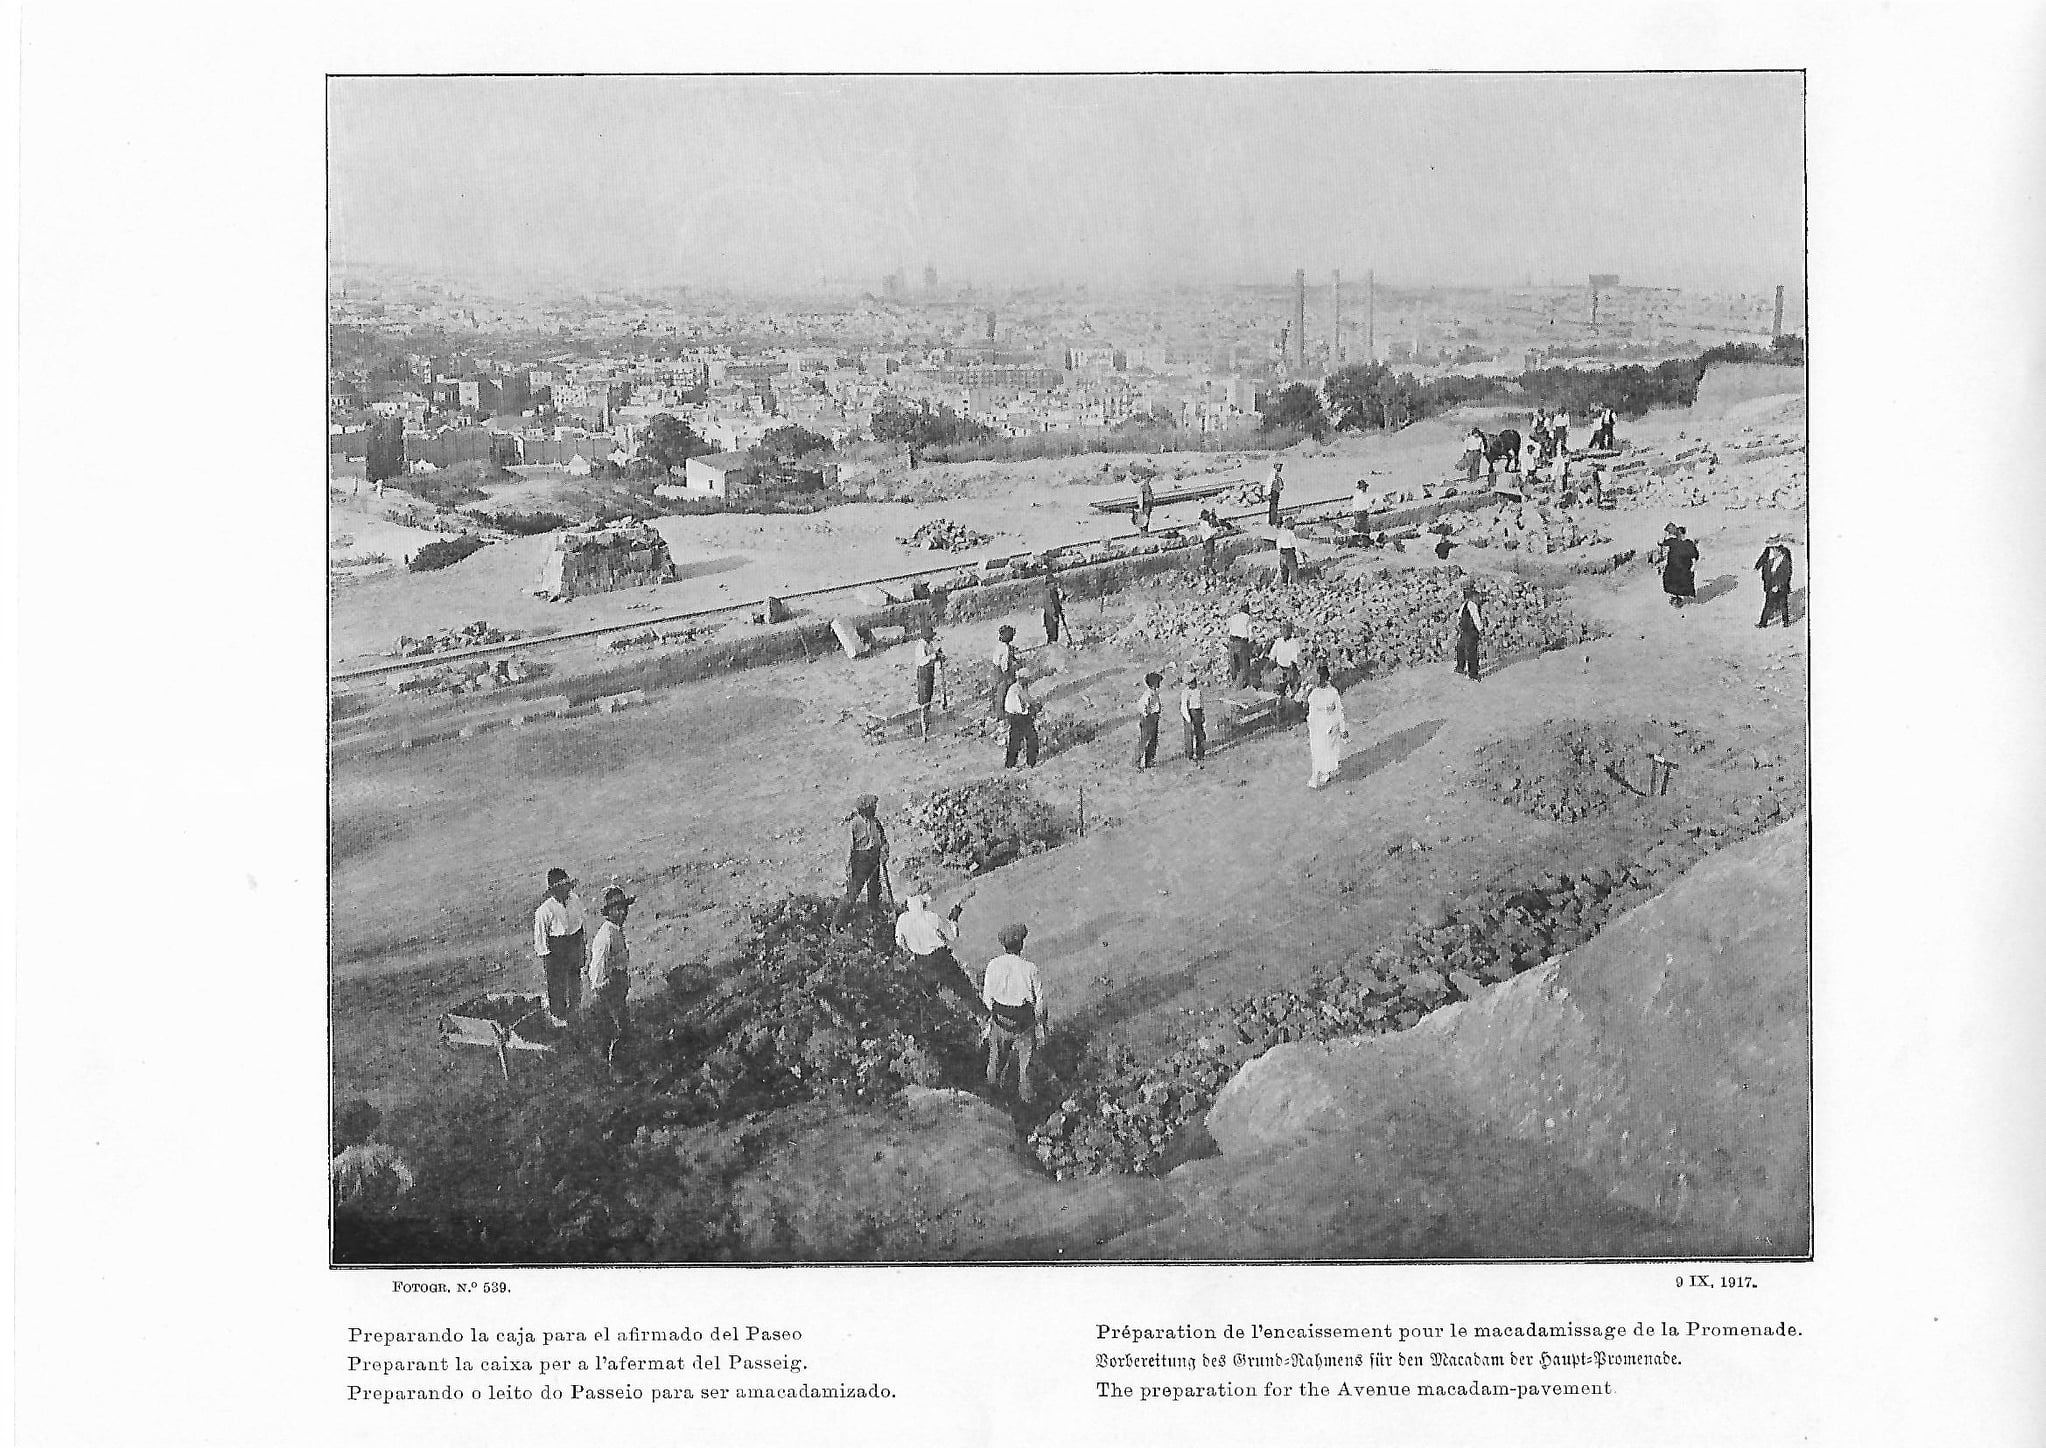 FOTOGR. N.º 539.
9 IX, 1917.
Preparando la caja para el afirmado del Paseo
Preparant la caixa per a l'afermat del Passeig.
Preparando o leito do Passeio para ser amacadamizado.
Préparation de l'encaissement pour le macadamissage de la Promenade.
Vorbereitung des Grund=Rahmens für den Macadam der Haupt=Promenade.
The preparation for the Avenue macadam-pavement.